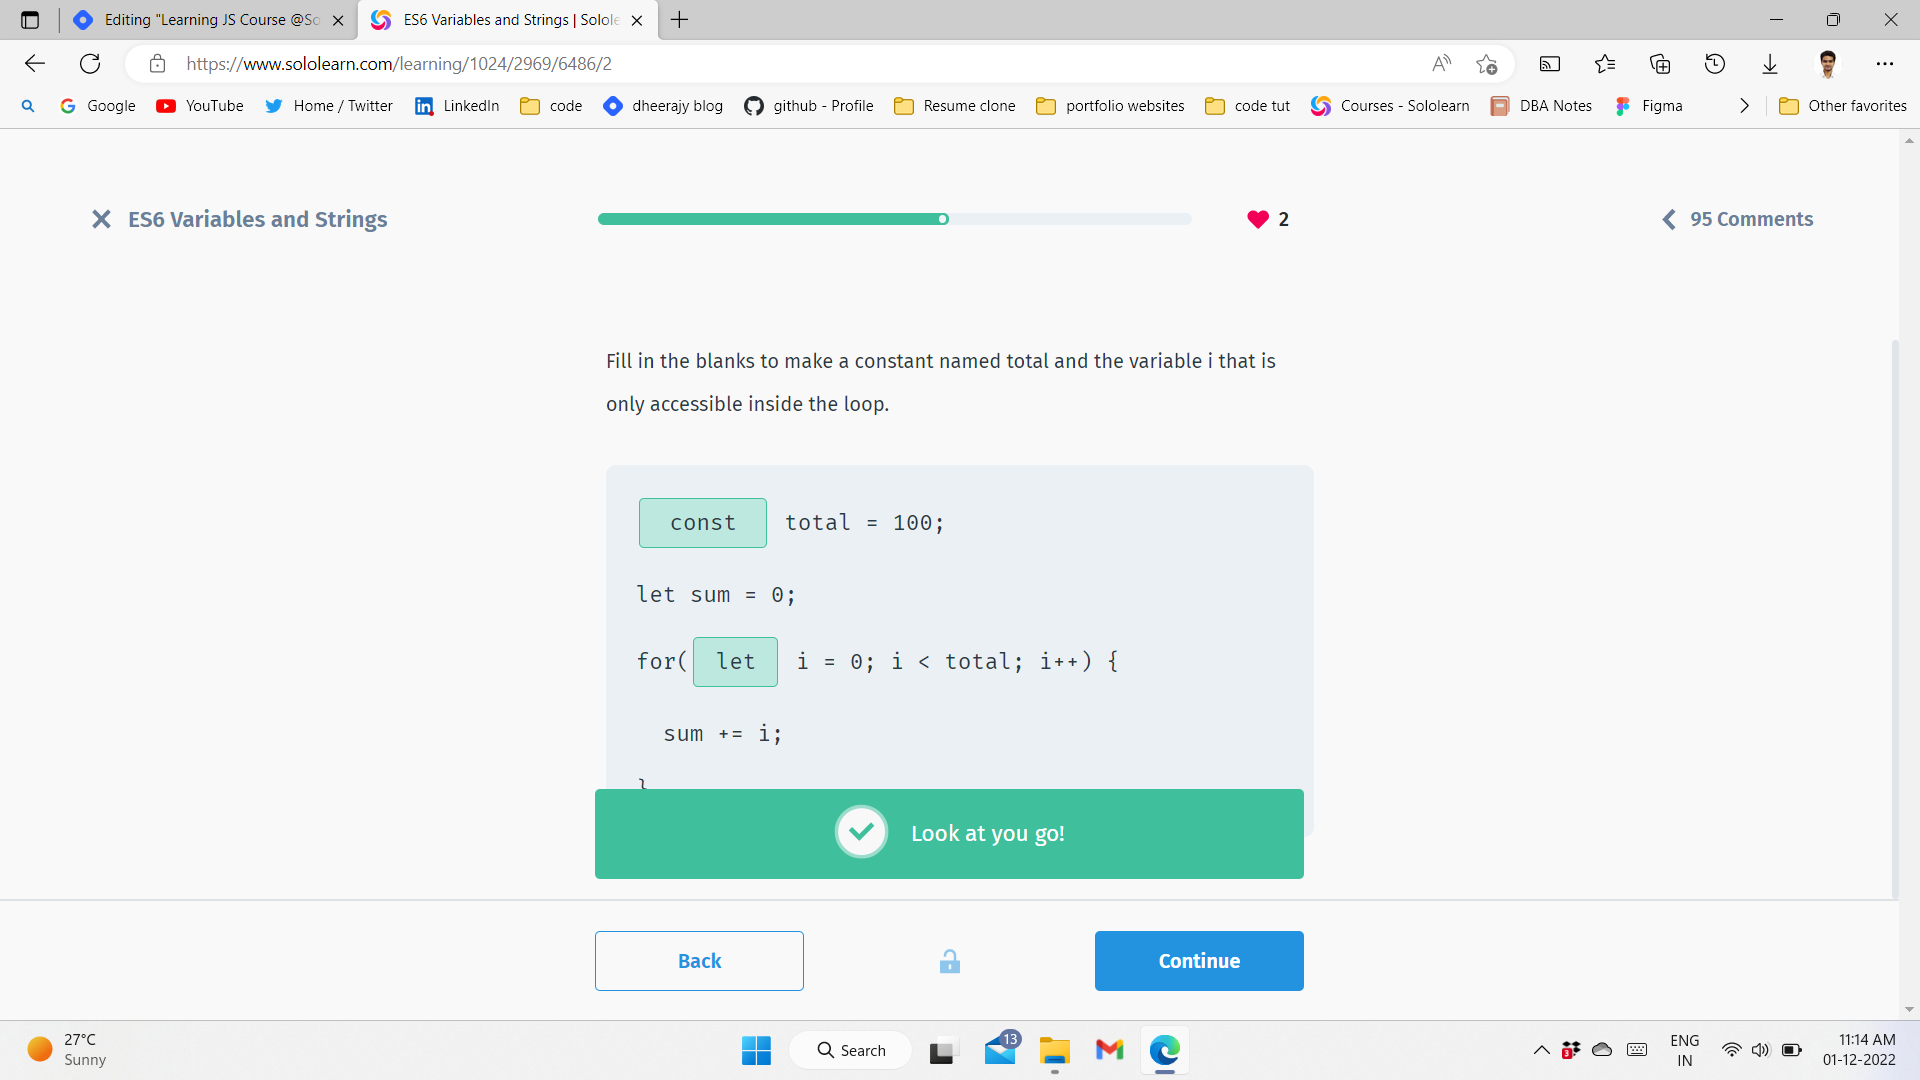 Editing "Learning JS Course @So
ES6 Variables and Strings | Solole
https://www.sololearn.com/learning/1024/2969/6486/2
Google YouTube Home / Twitter LinkedIn code dheerajy blog github - Profile Resume clone portfolio websites code tut Courses - Sololearn DBA Notes Figma Other favorites
ES6 Variables and Strings
2
95 Comments
Fill in the blanks to make a constant named total and the variable i that is
only accessible inside the loop.
const total = 100;
let sum = 0;
for( let i = 0; i < total; i++) {
sum += i;
}
Look at you go!
Back
Continue
27°C
Sunny
Search
13
3
ENG
IN
11:14 AM
01-12-2022